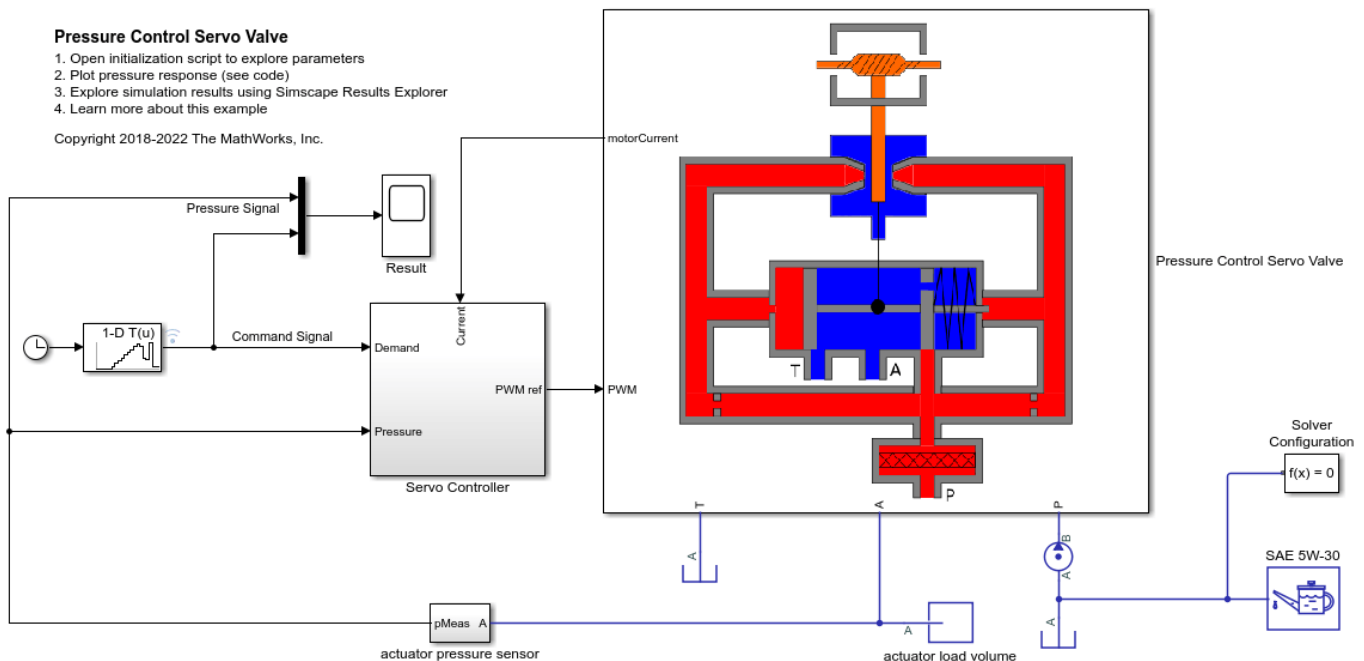 Pressure Control Servo Valve
1. Open initialization script to explore parameters
2. Plot pressure response (see code)
3. Explore simulation results using Simscape Results Explorer
4. Learn more about this example
Copyright 2018-2022 The MathWorks, Inc.
motorCurrent
Pressure Signal
Result
Pressure Control Servo Valve
1-D T(u)
Command Signal
Current
Demand
PWM ref
PWM
Pressure
Servo Controller
T
A
P
T
A
P
Solver
Configuration
f(x) = 0
B
A
A
SAE 5W-30
A
pMeas
A
A
actuator pressure sensor
actuator load volume